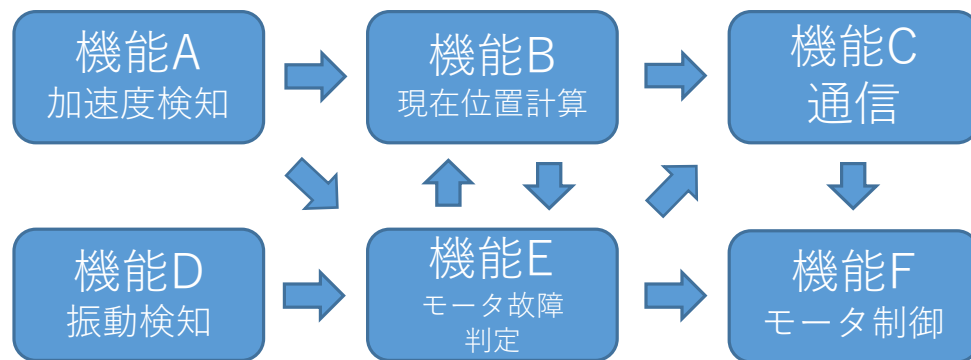 機能A
加速度検知
機能B
現在位置計算
機能C
通信
機能D
振動検知
機能E
モータ故障
判定
機能F
モータ制御